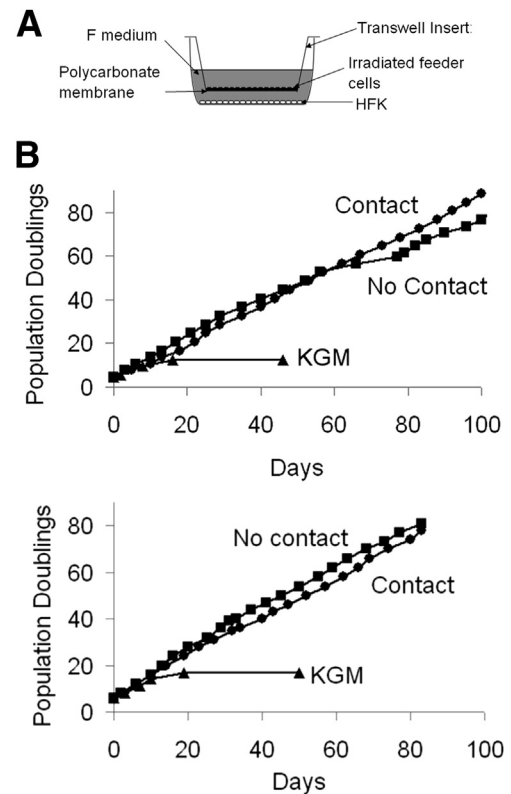 A
F medium
Transwell Insert
Polycarbonate
membrane
Irradiated feeder
cells
HFK
B
Population Doublings
80
60
40
20
0
Contact
No Contact
KGM
0 20 40 60 80 100
Days
Population Doublings
80
60
40
20
0
No contact
Contact
KGM
0 20 40 60 80 100
Days